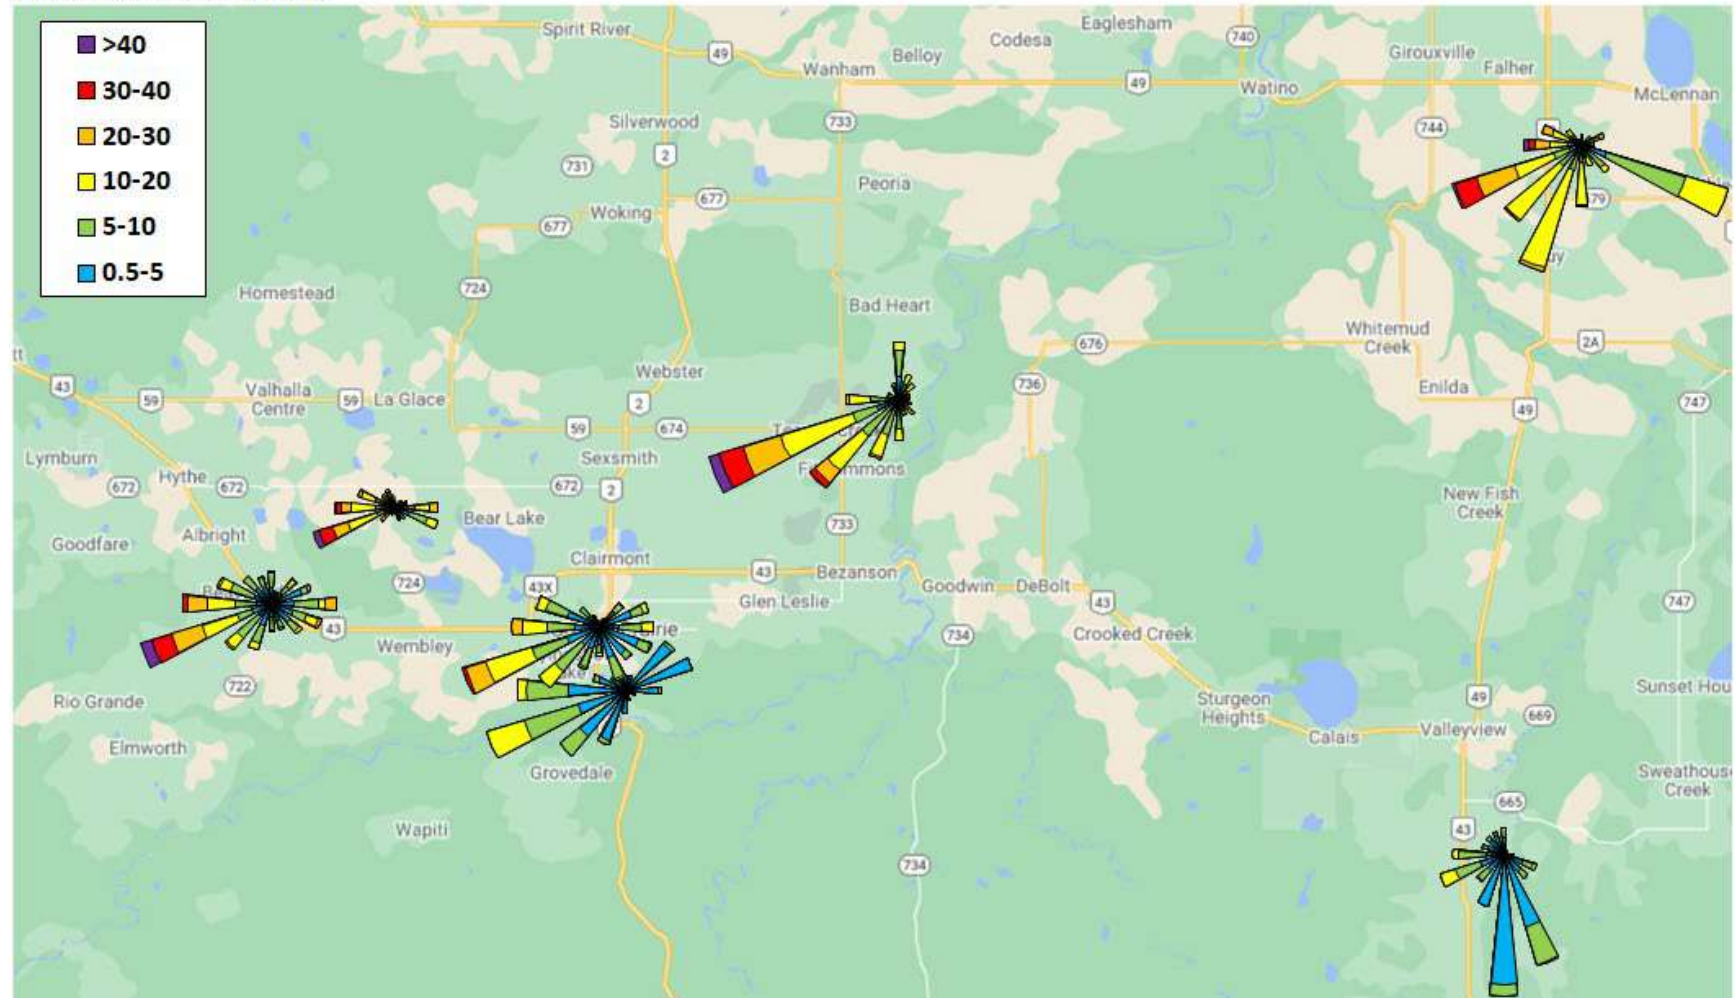 >40
30-40
20-30
10-20
5-10
0.5-5
Spirit River
49
Wanham
Belloy
Codesa
Eaglesham
740
Girouxville
Falher
49
Watino
McLennan
Silverwood
733
744
2
731
Peoria
677
Woking
677
79
724
Homestead
Bad Heart
Whitemud
Creek
676
2A
43
Webster
736
Enilda
Valhalla
Centre
59
59
La Glace
2
49
747
59
674
Lymburn
Sexsmith
Hythe
672
672
672
2
New Fish
Creek
Bear Lake
733
Goodfare
Albright
Clairmont
43X
43
Bezanson
724
Goodwin
DeBolt
43
Glen Leslie
747
43
Wembley
734
Crooked Creek
722
Rio Grande
Sturgeon
Heights
49
Sunset Hou
Elmworth
669
Calais
Valleyview
Grovedale
Creek
665
Wapiti
43
734